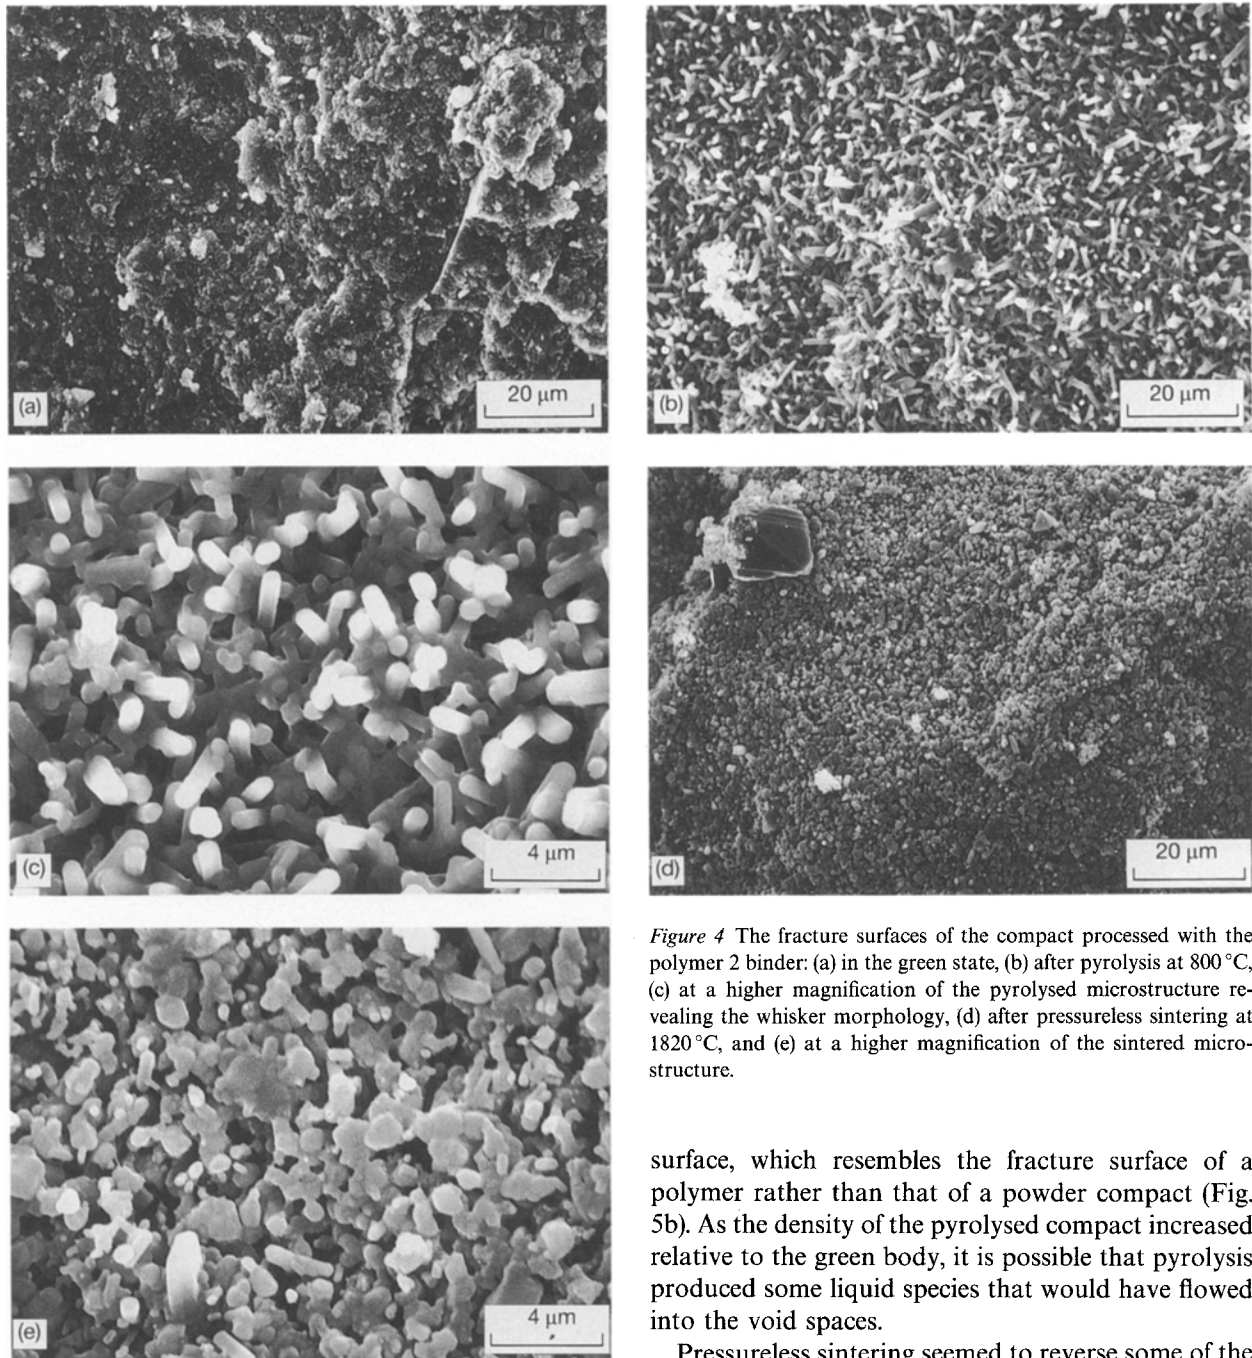 (a)
20 μm
(b)
20 μm
(c)
4 μm
(d)
20 μm
(e)
4 μm
Figure 4 The fracture surfaces of the compact processed with the
polymer 2 binder: (a) in the green state, (b) after pyrolysis at 800 °C,
(c) at a higher magnification of the pyrolysed microstructure re-
vealing the whisker morphology, (d) after pressureless sintering at
1820 °C, and (e) at a higher magnification of the sintered micro-
structure.
surface, which resembles the fracture surface of a
polymer rather than that of a powder compact (Fig.
5b). As the density of the pyrolysed compact increased
relative to the green body, it is possible that pyrolysis
produced some liquid species that would have flowed
into the void spaces.
Pressureless sintering seemed to reverse some of the